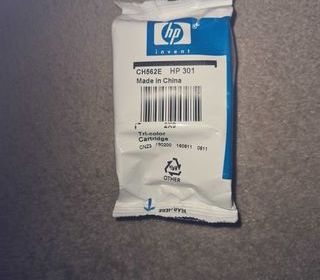 hp
invent
CH562E HP 301
Made in China
Tri-color
Cartridge
OTHER